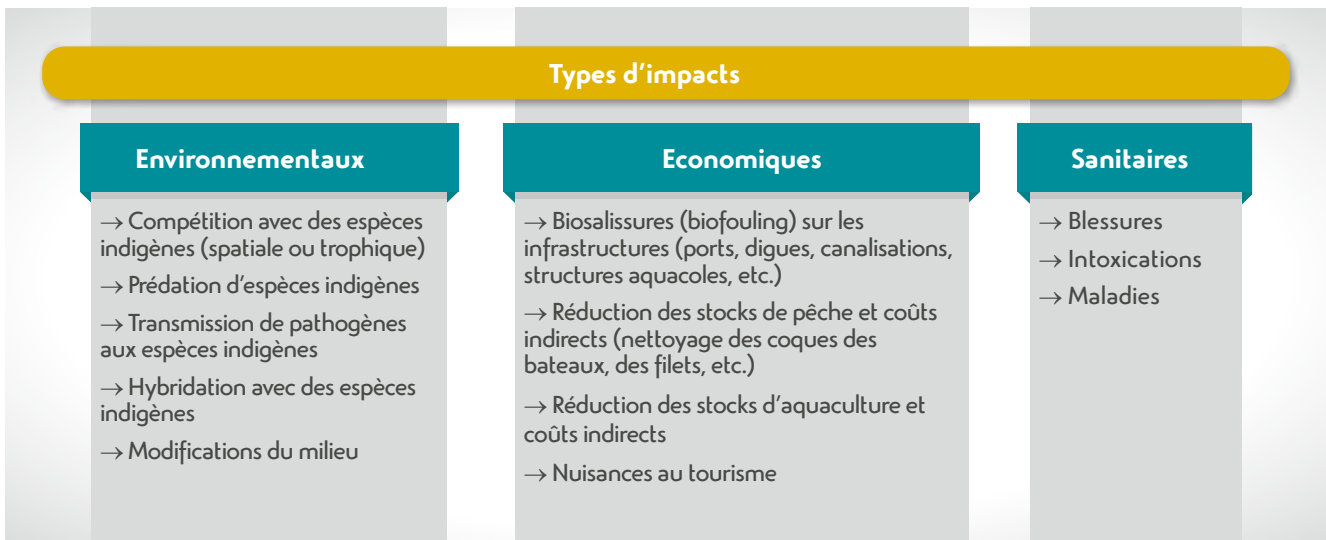 Types d'impacts
Environnementaux
→ Compétition avec des espèces
indigènes (spatiale ou trophique)
→ Prédation d'espèces indigènes
→ Transmission de pathogènes
aux espèces indigènes
→ Hybridation avec des espèces
indigènes
→ Modifications du milieu
Economiques
→ Biosalissures (biofouling) sur les
infrastructures (ports, digues, canalisations,
structures aquacoles, etc.)
→ Réduction des stocks de pêche et coûts
indirects (nettoyage des coques des
bateaux, des filets, etc.)
→ Réduction des stocks d'aquaculture et
coûts indirects
→ Nuisances au tourisme
Sanitaires
→ Blessures
→ Intoxications
→ Maladies